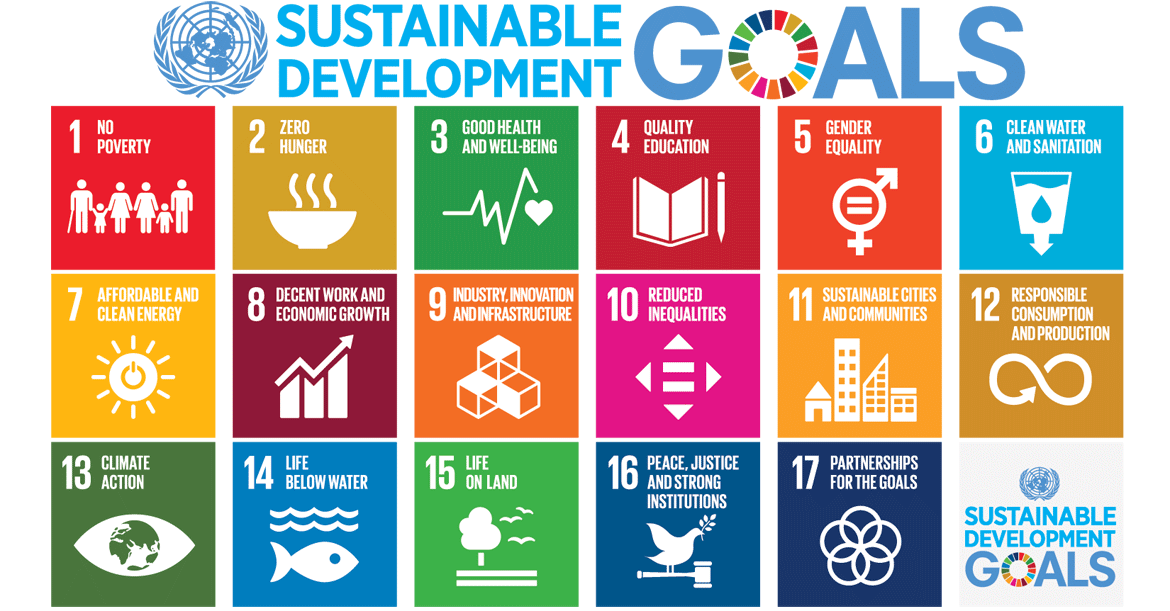 SUSTAINABLE
DEVELOPMENT
GOALS
1 NO
POVERTY
2 ZERO
HUNGER
3 GOOD HEALTH
AND WELL-BEING
4 QUALITY
EDUCATION
5 GENDER
EQUALITY
6 CLEAN WATER
AND SANITATION
7 AFFORDABLE AND
CLEAN ENERGY
8 DECENT WORK AND
ECONOMIC GROWTH
9 INDUSTRY, INNOVATION
AND INFRASTRUCTURE
10 REDUCED
INEQUALITIES
11 SUSTAINABLE CITIES
AND COMMUNITIES
12 RESPONSIBLE
CONSUMPTION
AND PRODUCTION
13 CLIMATE
ACTION
14 LIFE
BELOW WATER
15 LIFE
ON LAND
16 PEACE, JUSTICE
AND STRONG
INSTITUTIONS
17 PARTNERSHIPS
FOR THE GOALS
SUSTAINABLE
DEVELOPMENT
GOALS